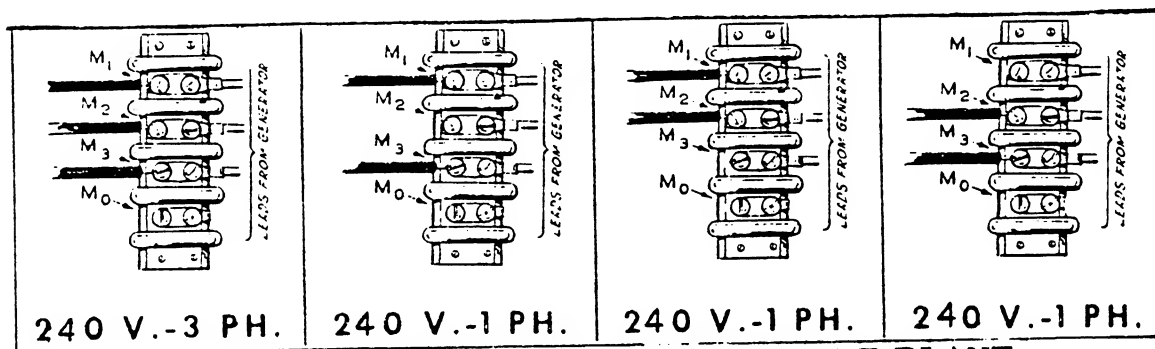 M1
M2
M3
M0
LEADS FROM GENERATOR
240 V.-3 PH.
M1
M2
M3
M0
LEADS FROM GENERATOR
240 V.-1 PH.
M1
M2
M3
M0
LEADS FROM GENERATOR
240 V.-1 PH.
M1
M2
M3
M0
LEADS FROM GENERATOR
240 V.-1 PH.